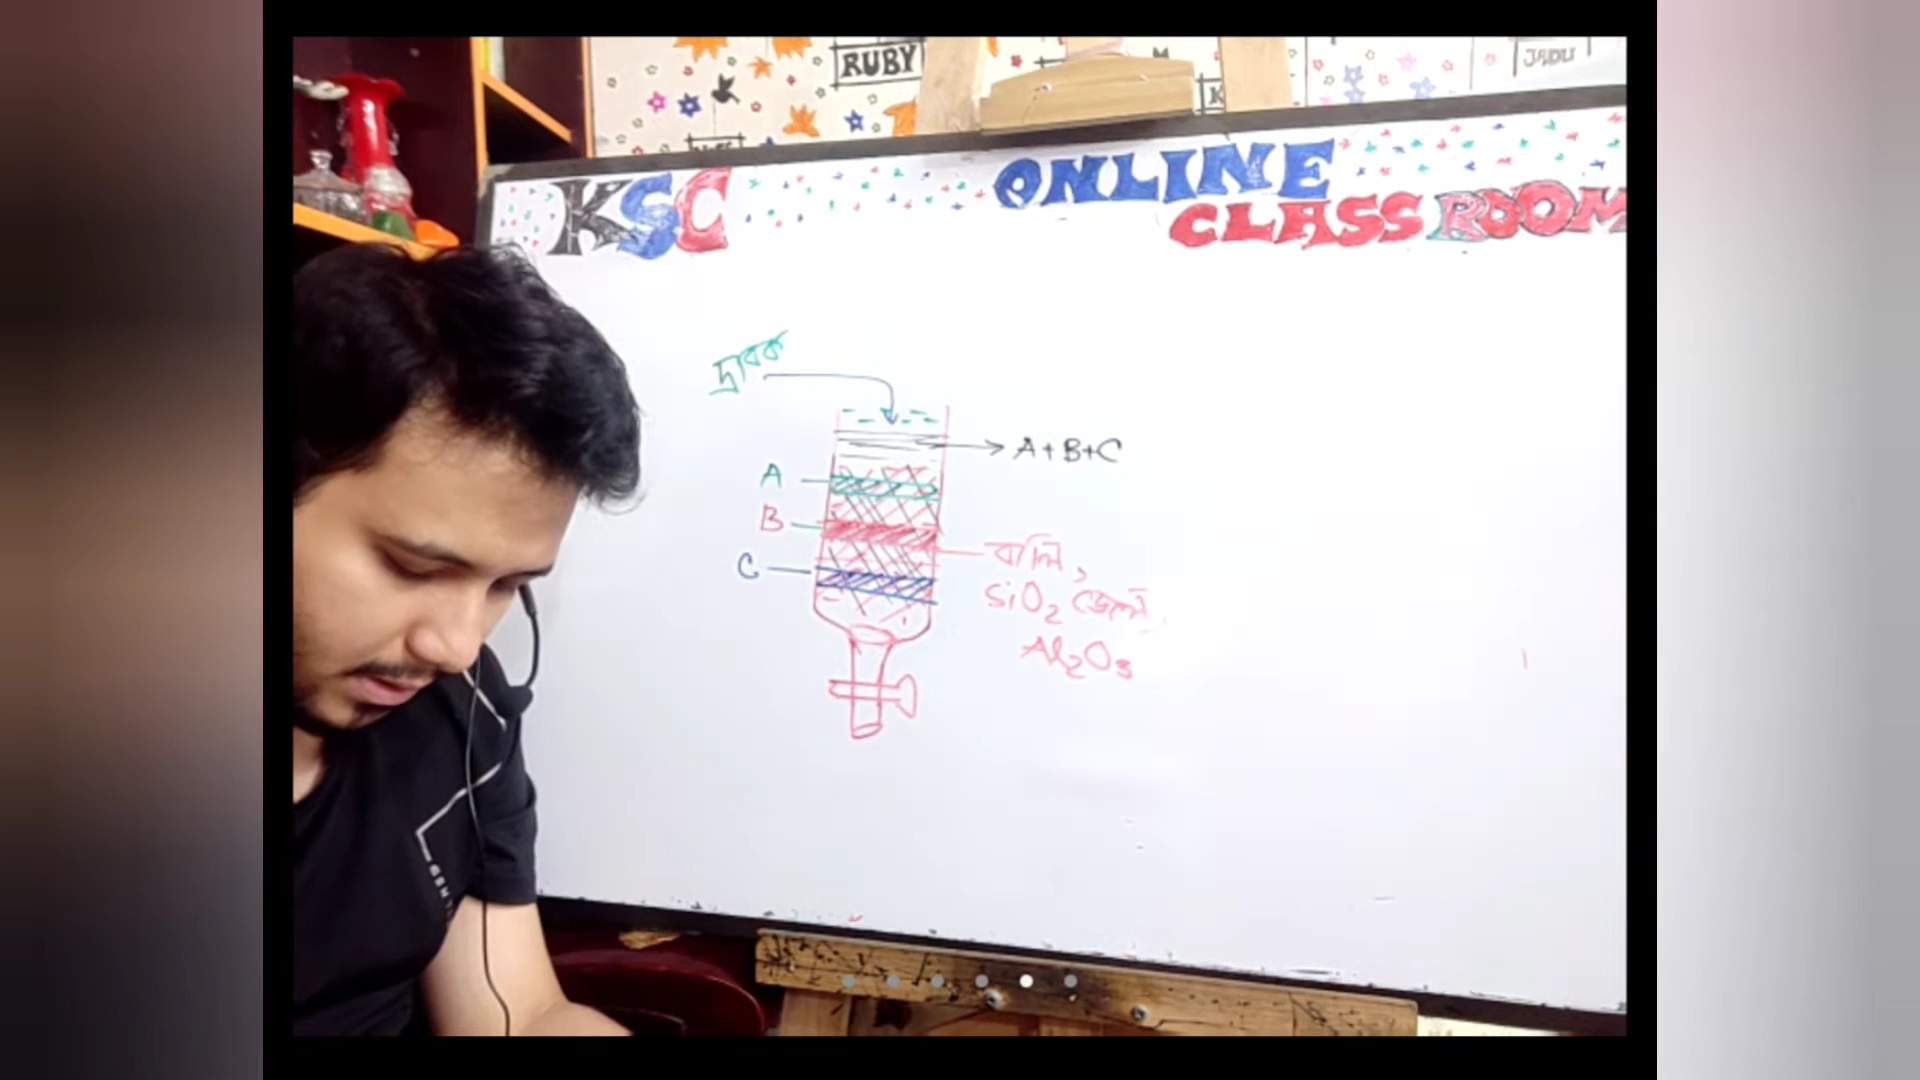 RUBY
JADU
K
KSC
ONLINE
CLASS ROOM
দ্রাবক
A+B+C
A
B
C
বালি,
SiO2 জেল,
Al2O3